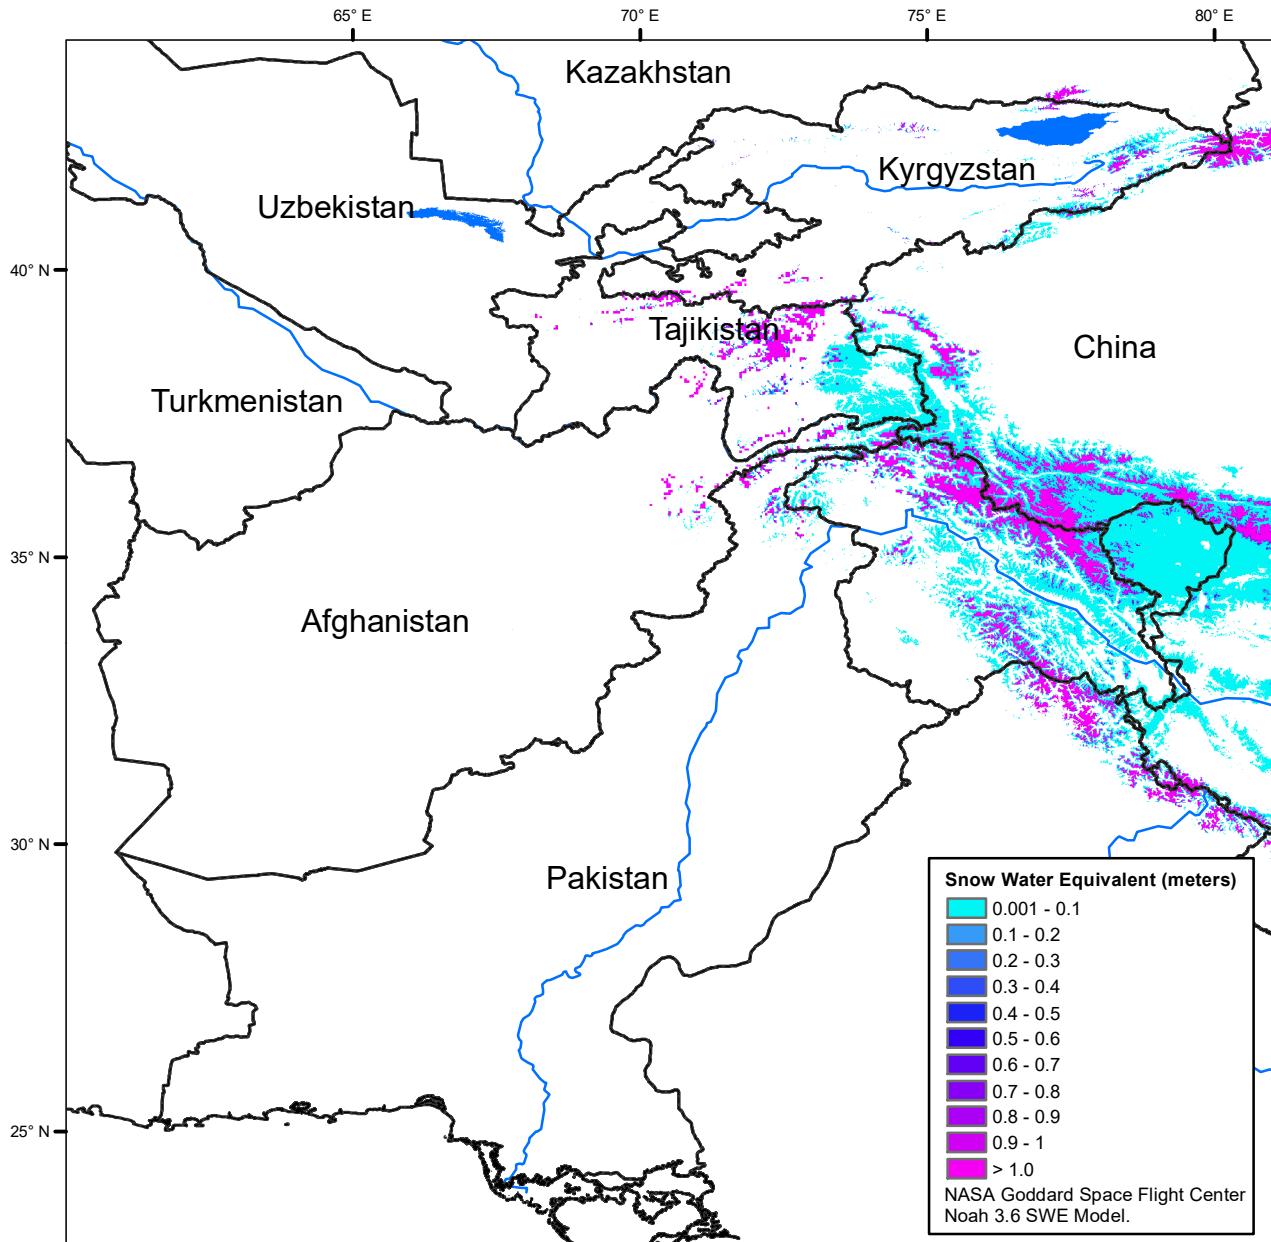 65° E
70° E
75° E
80° E
Kazakhstan
Kyrgyzstan
Uzbekistan
40° N
Tajikistan
China
Turkmenistan
35° N
Afghanistan
30° N
Pakistan
25° N
Snow Water Equivalent (meters)
0.001 - 0.1
0.1 - 0.2
0.2 - 0.3
0.3 - 0.4
0.4 - 0.5
0.5 - 0.6
0.6 - 0.7
0.7 - 0.8
0.8 - 0.9
0.9 - 1
> 1.0
NASA Goddard Space Flight Center
Noah 3.6 SWE Model.